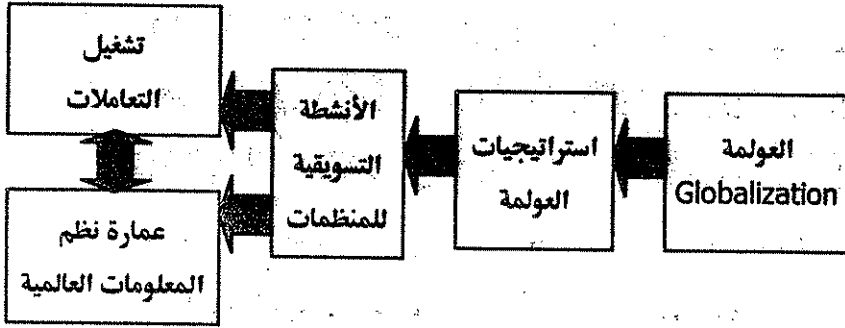 العولمة
Globalization
استراتيجيات
العولمة
الأنشطة
التسويقية
للمنظمات
تشغيل
التعاملات
عمارة نظم
المعلومات العالمية